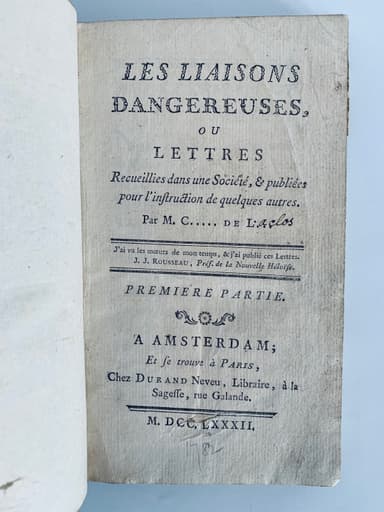 LES LIAISONS
DANGEREUSES,
OU
LETTRES
Recueillies dans une Société, & publiées
pour l'instruction de quelques autres.
Par M. C..... DE Laclos
J'ai vu les mœurs de mon temps, & j'ai publié ces Lettres.
J. J. ROUSSEAU, Préf. de la Nouvelle Héloïse.
PREMIERE PARTIE.
A AMSTERDAM;
Et se trouve à PARIS,
Chez DURAND Neveu, Libraire, à la
Sagesse, rue Galande.
M. DCC. LXXXII.
1782